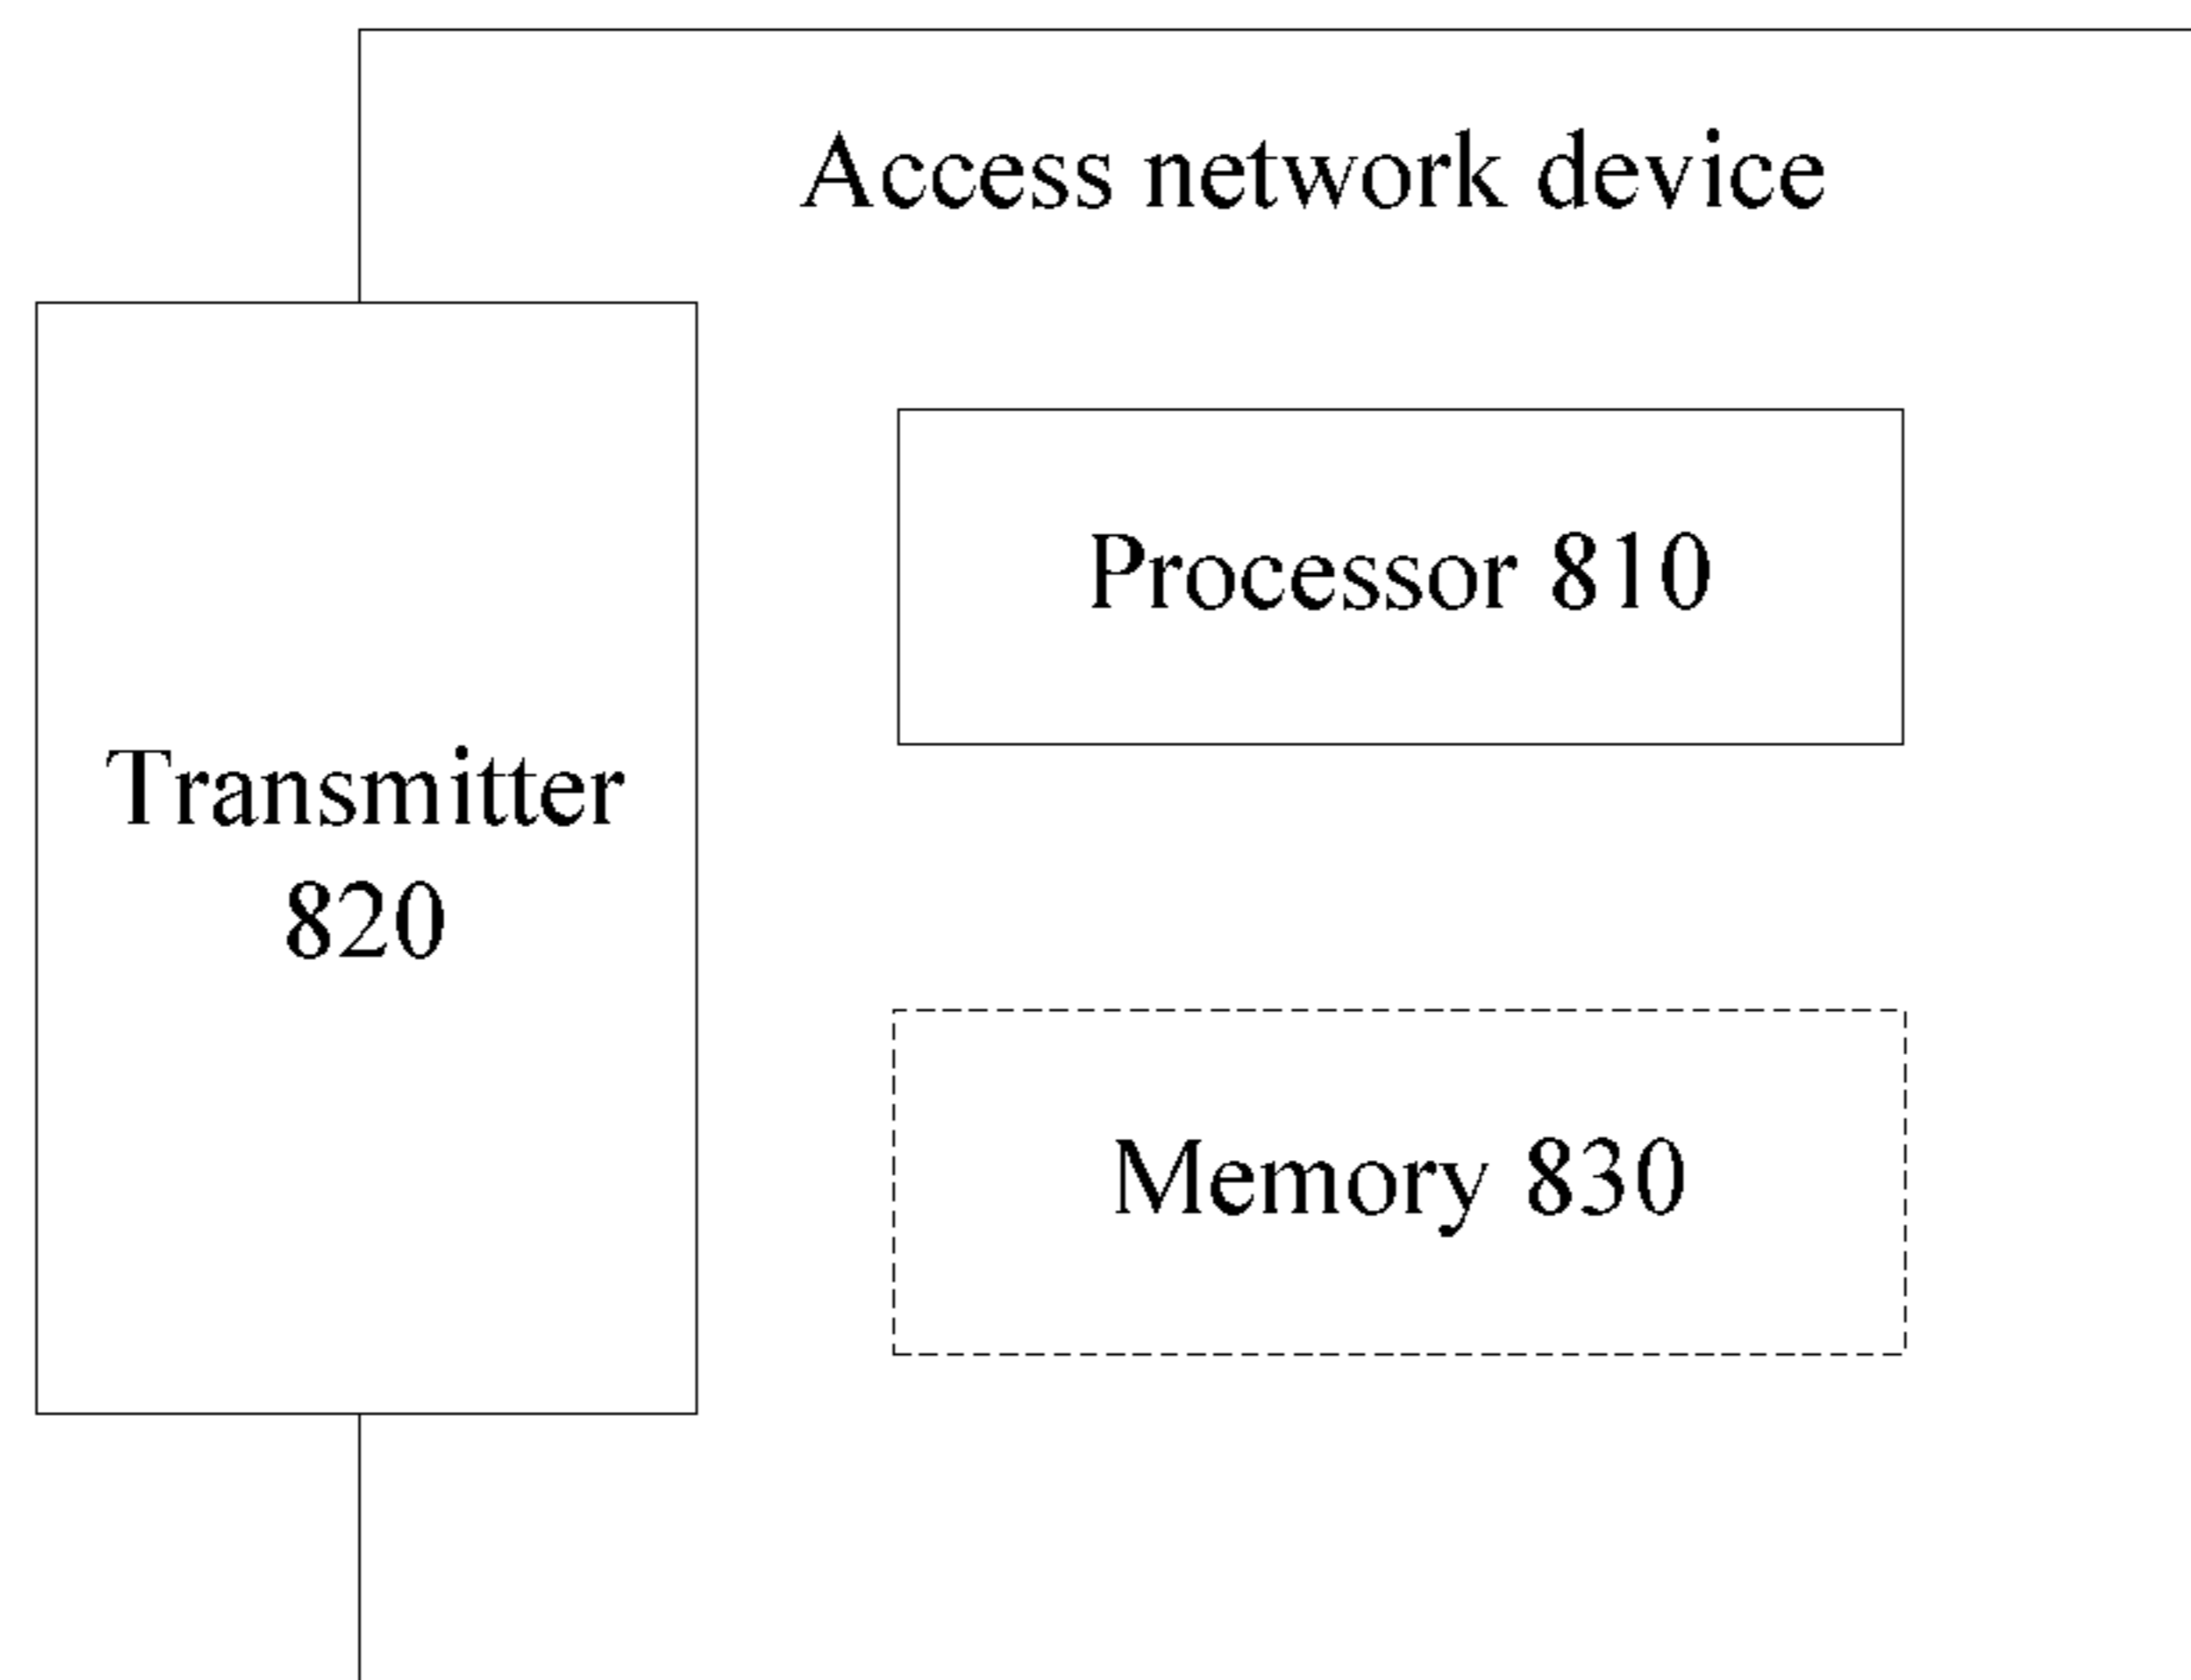 Access network device
Processor 810
Transmitter
820
Memory 830